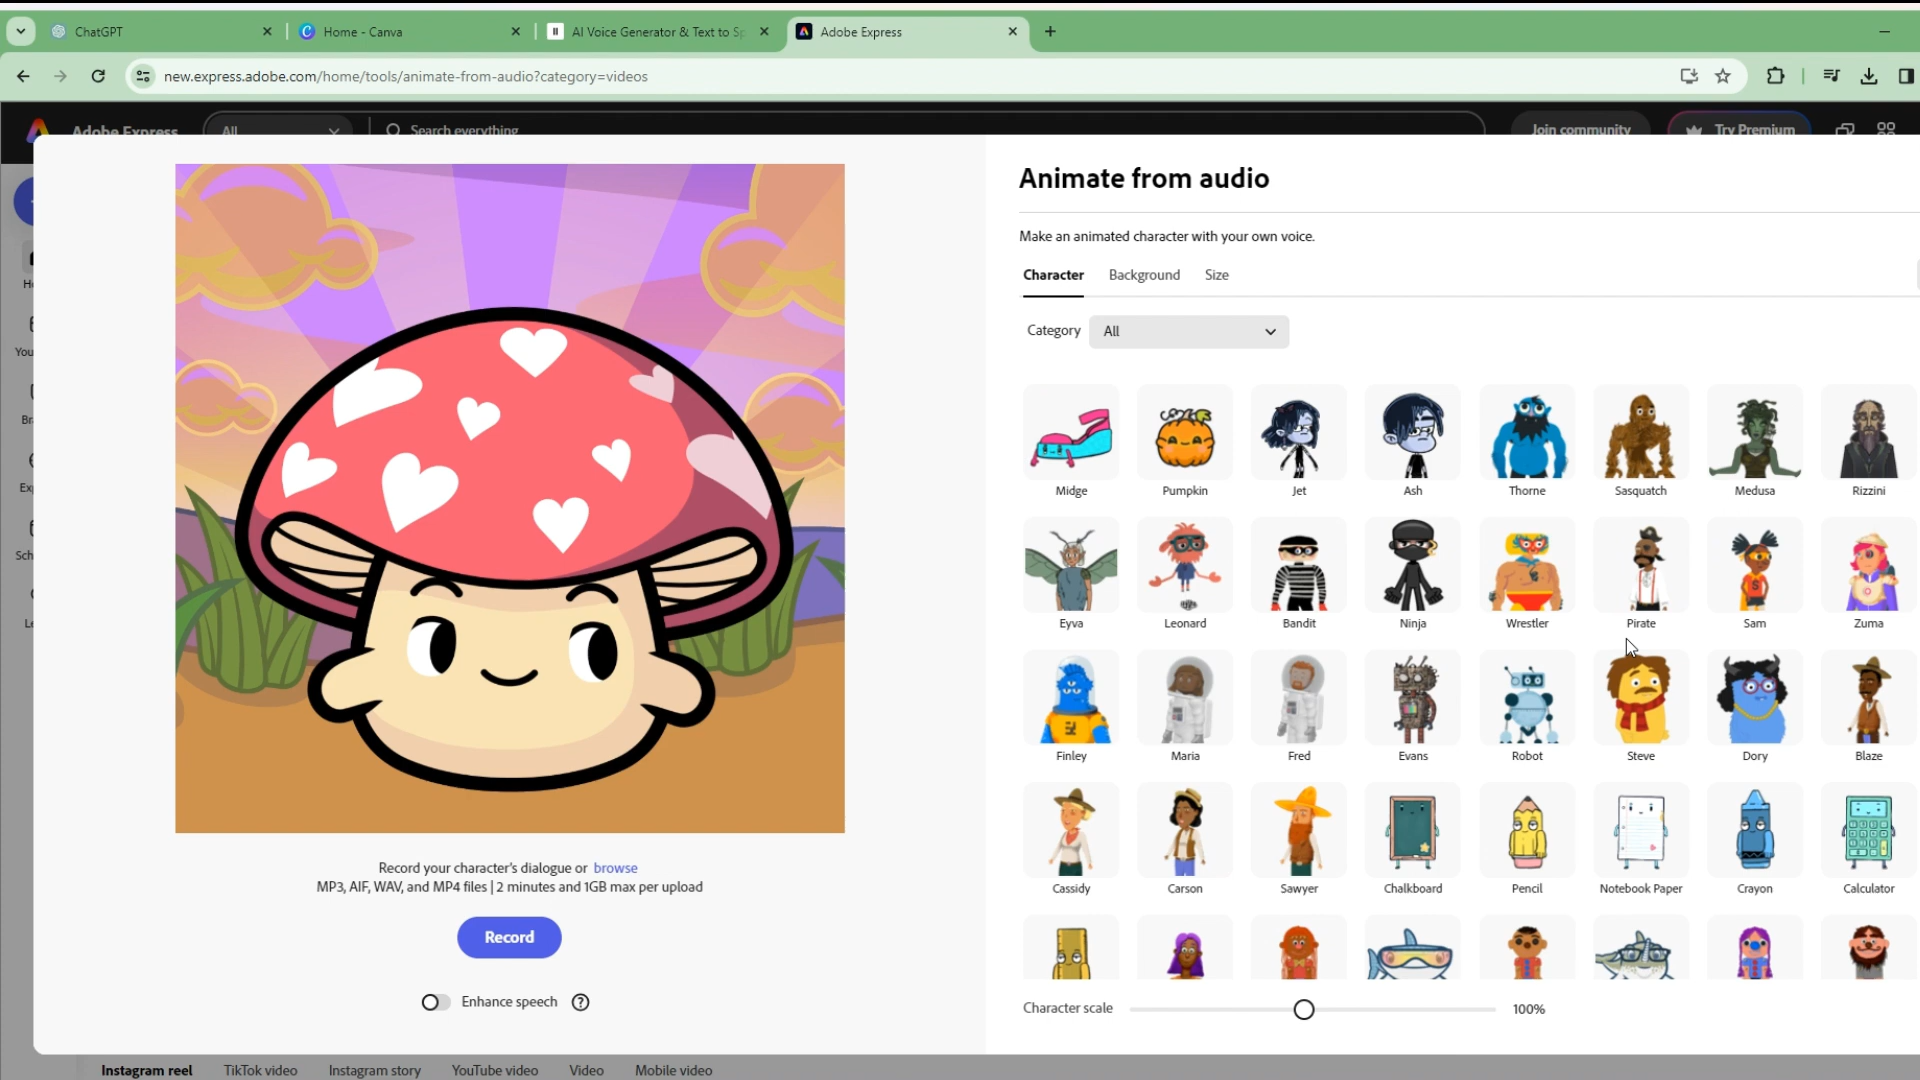 ChatGPT
Home - Canva
AI Voice Generator & Text to Sp
Adobe Express
new.express.adobe.com/home/tools/animate-from-audio?category=videos
Adobe Express
All
Search everything
Join community
Try Premium
Animate from audio
Make an animated character with your own voice.
Character
Background
Size
Category
All
Midge
Pumpkin
Jet
Ash
Thorne
Sasquatch
Medusa
Rizzini
Eyva
Leonard
Bandit
Ninja
Wrestler
Pirate
Sam
Zuma
Finley
Maria
Fred
Evans
Robot
Steve
Dory
Blaze
Cassidy
Carson
Sawyer
Chalkboard
Pencil
Notebook Paper
Crayon
Calculator
Character scale
100%
Record your character's dialogue or browse
MP3, AIF, WAV, and MP4 files | 2 minutes and 1GB max per upload
Record
Enhance speech
?
You
Sch
Instagram reel
TikTok video
Instagram story
YouTube video
Video
Mobile video